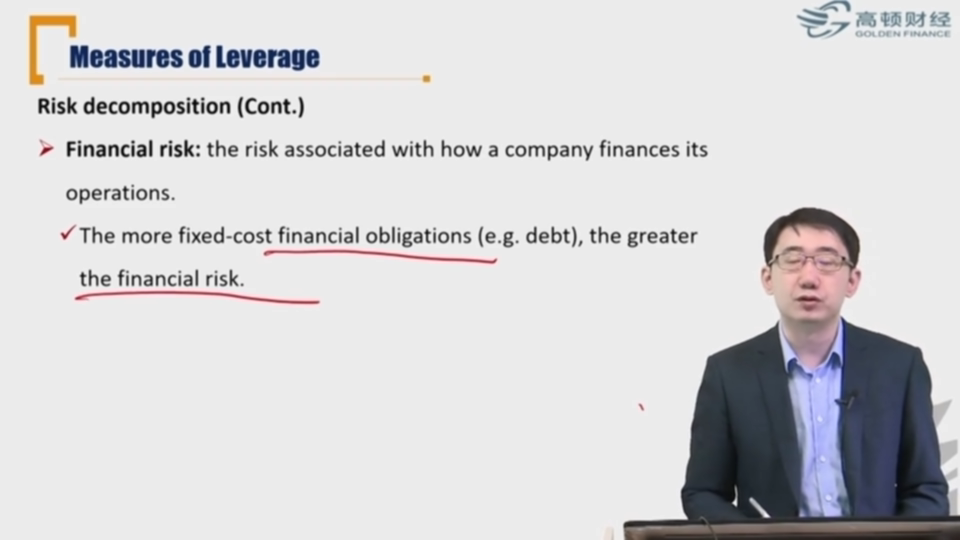 高顿财经
GOLDEN FINANCE
Measures of Leverage
Risk decomposition (Cont.)
Financial risk: the risk associated with how a company finances its
operations.
The more fixed-cost financial obligations (e.g. debt), the greater
the financial risk.